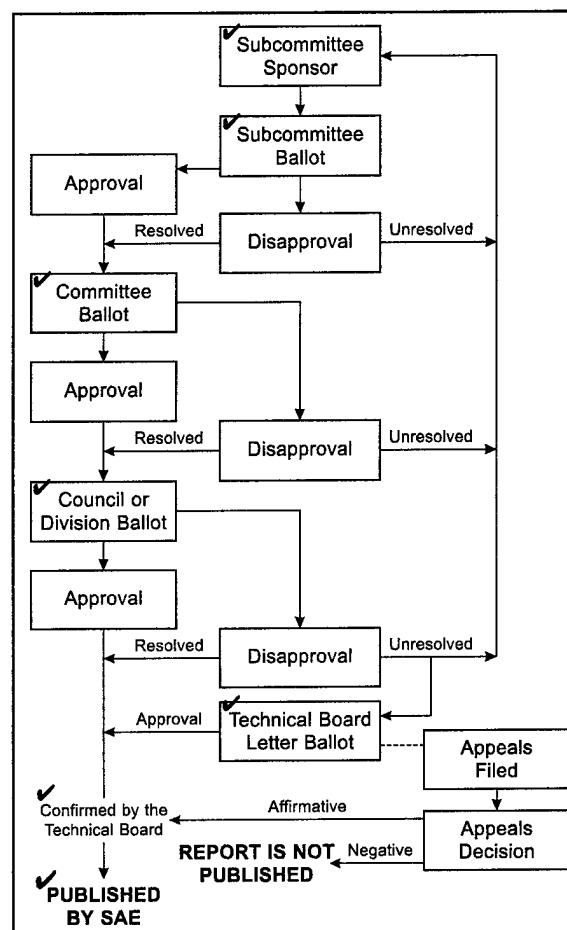 Subcommittee
Sponsor
Subcommittee
Ballot
Approval
Resolved
Disapproval
Unresolved
Committee
Ballot
Approval
Resolved
Disapproval
Unresolved
Council or
Division Ballot
Approval
Resolved
Disapproval
Unresolved
Approval
Technical Board
Letter Ballot
Appeals
Filed
Confirmed by the
Technical Board
Affirmative
Appeals
Decision
REPORT IS NOT
PUBLISHED
Negative
PUBLISHED
BY SAE